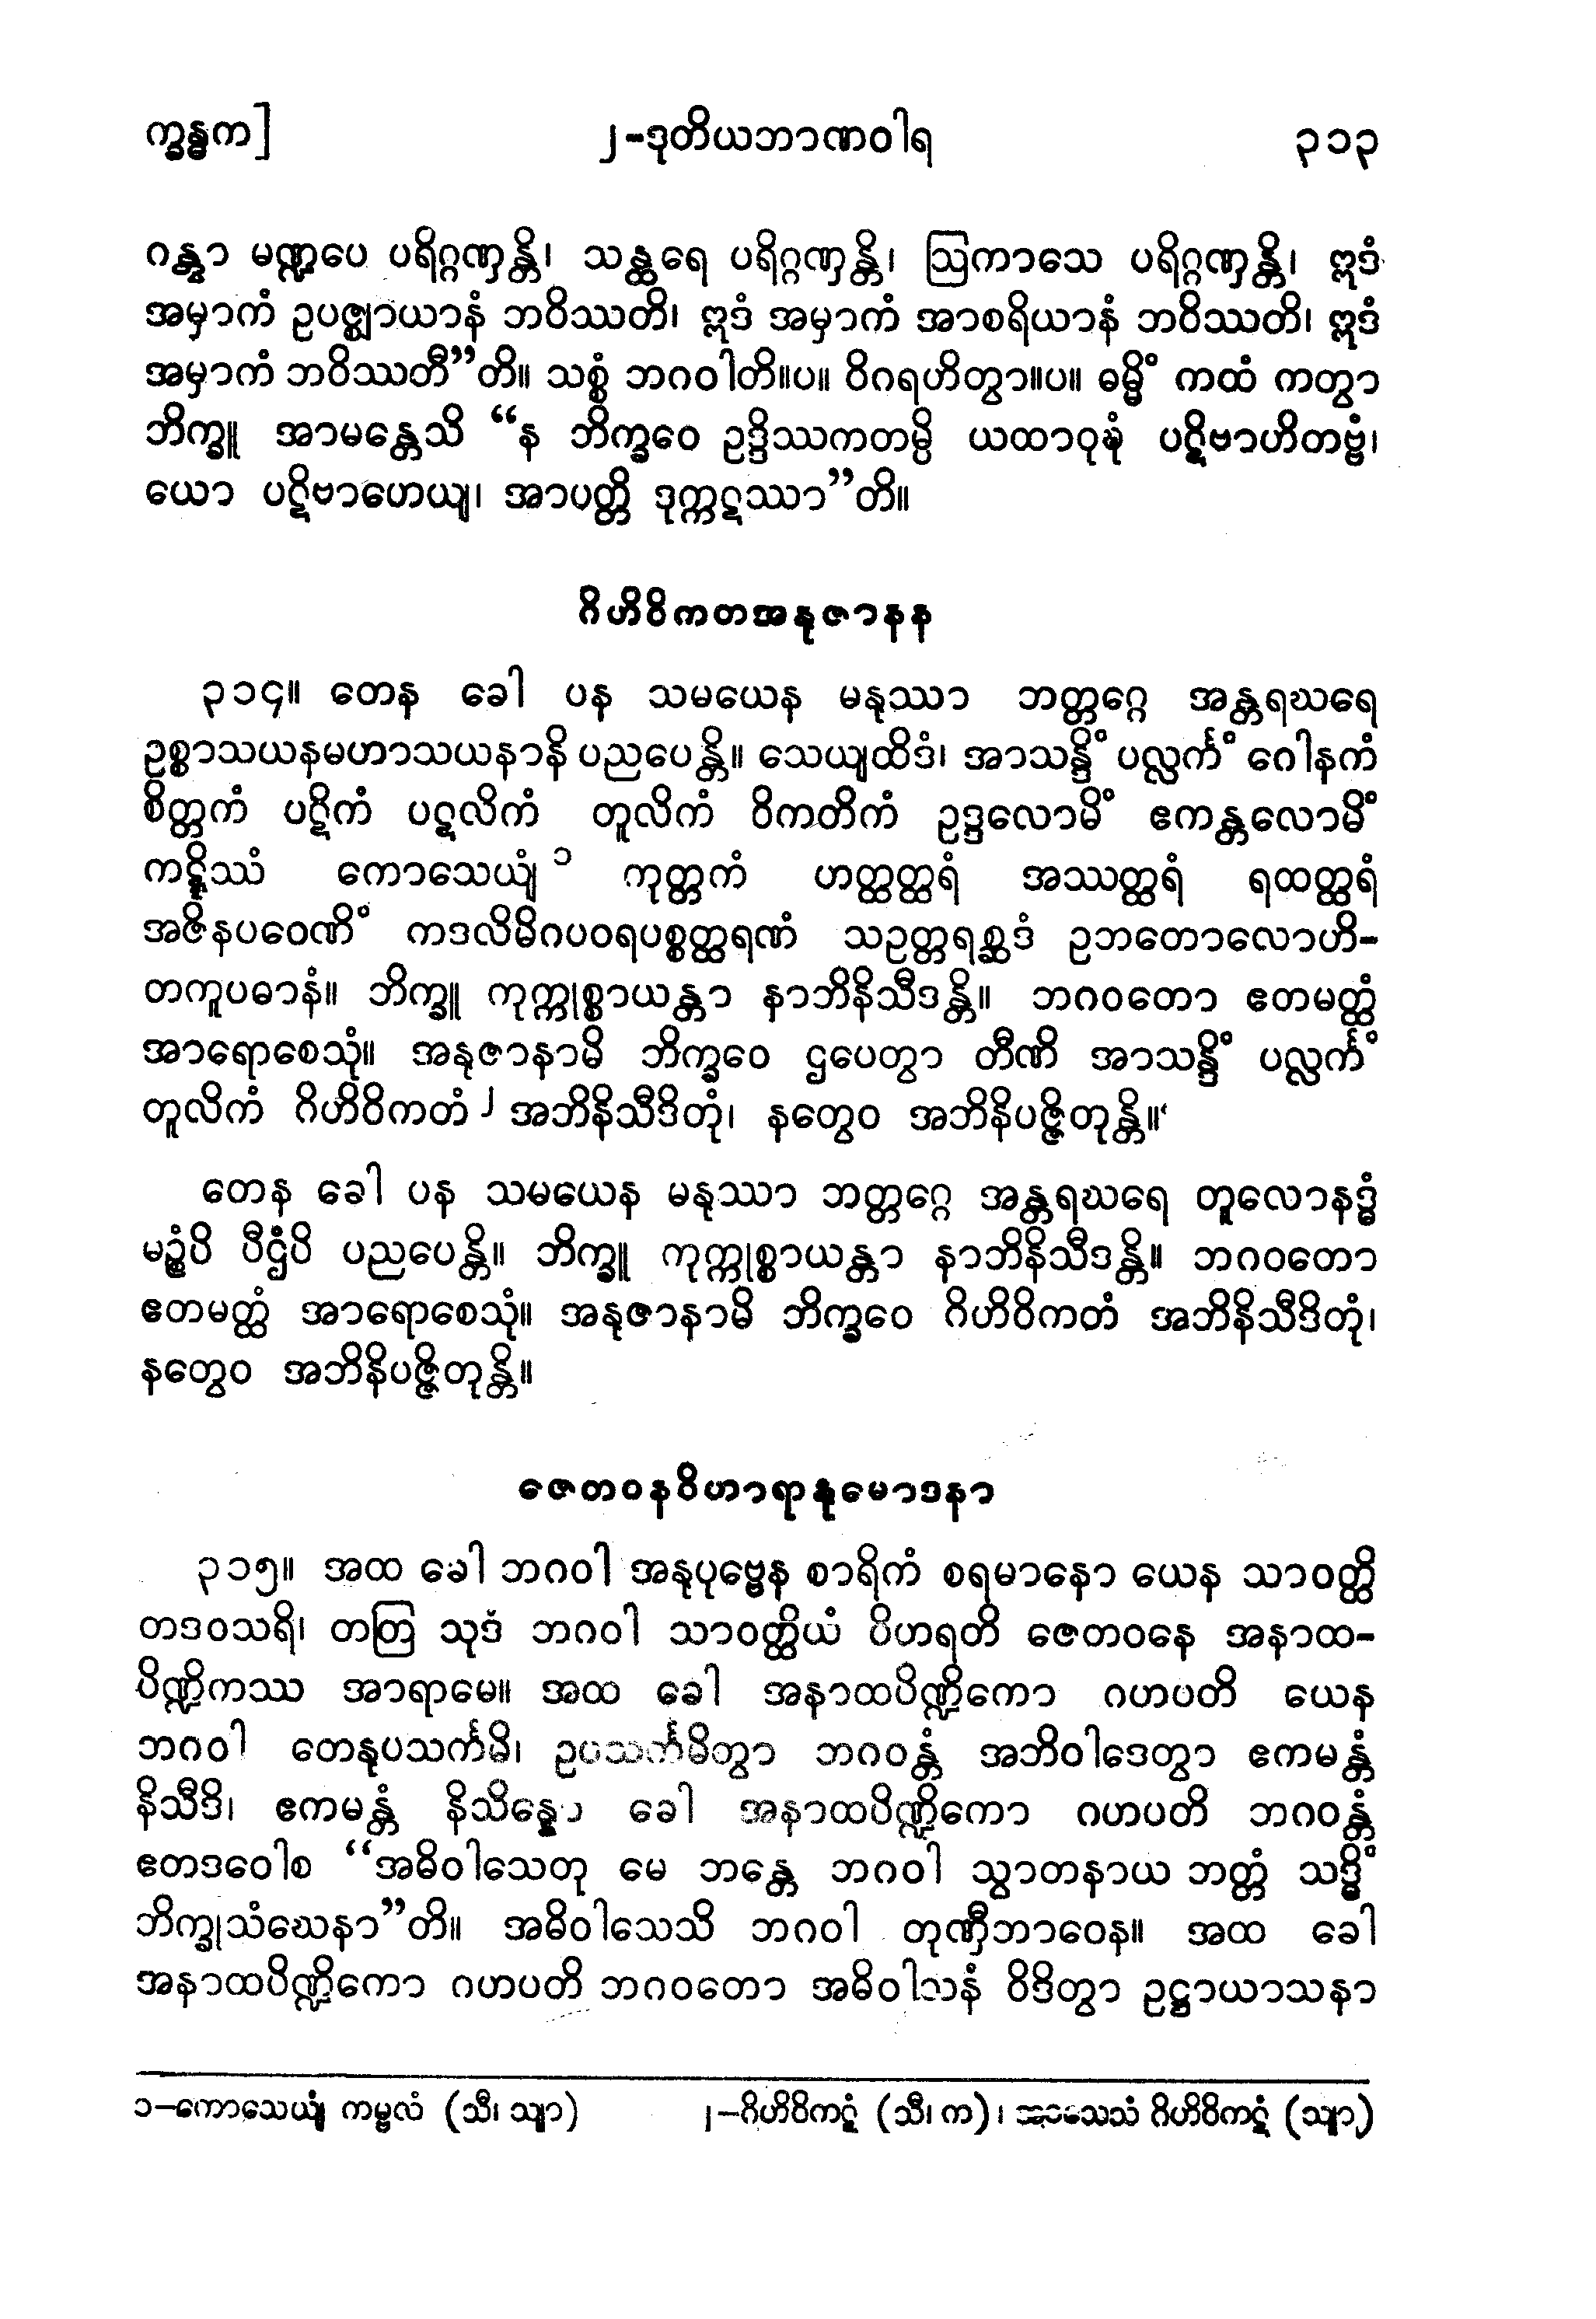 က္ခန္ဓက]
၂-ဒုတိယဘာဏဝါရ
၃၁၃
ဂန္တွာ မဏ္ဍပေ ပရိဂ္ဂဏှန္တိ၊ သန္ထရေ ပရိဂ္ဂဏှန္တိ၊ ဩကာသေ ပရိဂ္ဂဏှန္တိ၊ ဣဒံ
အမှာကံ ဥပဇ္ဈာယာနံ ဘဝိဿတိ၊ ဣဒံ အမှာကံ အာစရိယာနံ ဘဝိဿတိ၊ ဣဒံ
အမှာကံ ဘဝိဿတီ”တိ။ သစ္စံ ဘဂဝါတိ။ပ။ ဝိဂရဟိတွာ။ပ။ ဓမ္မိံ ကထံ ကတွာ
ဘိက္ခူ အာမန္တေသိ “န ဘိက္ခဝေ ဥဒ္ဒိဿကတမ္ပိ ယထာဝုဍ္ဎံ ပဋိဗာဟိတဗ္ဗံ၊
ယော ပဋိဗာဟေယျ၊ အာပတ္တိ ဒုက္ကဋဿာ”တိ။
ဂိဟိဝိကတအနုဇာနန
၃၁၄။ တေန ခေါ ပန သမယေန မနုဿာ ဘတ္တဂ္ဂေ အန္တရဃရေ
ဥစ္စာသယနမဟာသယနာနိ ပညပေန္တိ။ သေယျထိဒံ၊ အာသန္ဒိံ ပလ္လင်္ကံ ဂေါနကံ
စိတ္တကံ ပဋိကံ ပဋလိကံ တူလိကံ ဝိကတိကံ ဥဒ္ဒလောမိံ ဧကန္တလောမိံ
ကဋ္ဋိဿံ ကောသေယျံ ၁ ကုတ္တကံ ဟတ္ထတ္ထရံ အဿတ္ထရံ ရထတ္ထရံ
အဇိနပဝေဏိံ ကဒလိမိဂပဝရပစ္စတ္ထရဏံ သဥတ္တရစ္ဆဒံ ဥဘတောလောဟိ-
တကူပဓာနံ။ ဘိက္ခူ ကုက္ကုစ္စာယန္တာ နာဘိနိသီဒန္တိ။ ဘဂဝတော ဧတမတ္ထံ
အာရောစေသုံ။ အနုဇာနာမိ ဘိက္ခဝေ ဌပေတွာ တီဏိ အာသန္ဒိံ ပလ္လင်္ကံ
တူလိကံ ဂိဟိဝိကတံ ၂ အဘိနိသီဒိတုံ၊ နတွေဝ အဘိနိပဇ္ဇိတုန္တိ။
တေန ခေါ ပန သမယေန မနုဿာ ဘတ္တဂ္ဂေ အန္တရဃရေ တူလောနဒ္ဓံ
မဉ္စံပိ ပီဌံပိ ပညပေန္တိ။ ဘိက္ခူ ကုက္ကုစ္စာယန္တာ နာဘိနိသီဒန္တိ။ ဘဂဝတော
ဧတမတ္ထံ အာရောစေသုံ။ အနုဇာနာမိ ဘိက္ခဝေ ဂိဟိဝိကတံ အဘိနိသီဒိတုံ၊
နတွေဝ အဘိနိပဇ္ဇိတုန္တိ။
ဇေတဝနဝိဟာရာနုမောဒနာ
၃၁၅။ အထ ခေါ ဘဂဝါ အနုပုဗ္ဗေန စာရိကံ စရမာနော ယေန သာဝတ္ထိ
တဒဝသရိ၊ တတြ သုဒံ ဘဂဝါ သာဝတ္ထိယံ ဝိဟရတိ ဇေတဝနေ အနာထ-
ပိဏ္ဍိကဿ အာရာမေ။ အထ ခေါ အနာထပိဏ္ဍိကော ဂဟပတိ ယေန
ဘဂဝါ တေနုပသင်္ကမိ၊ ဥပသင်္ကမိတွာ ဘဂဝန္တံ အဘိဝါဒေတွာ ဧကမန္တံ
နိသီဒိ၊ ဧကမန္တံ နိသိန္နော ခေါ အနာထပိဏ္ဍိကော ဂဟပတိ ဘဂဝန္တံ
ဧတဒဝေါစ “အဓိဝါသေတု မေ ဘန္တေ ဘဂဝါ သွာတနာယ ဘတ္တံ သဒ္ဓိံ
ဘိက္ခုသံဃေနာ”တိ။ အဓိဝါသေသိ ဘဂဝါ တုဏှီဘာဝေန။ အထ ခေါ
အနာထပိဏ္ဍိကော ဂဟပတိ ဘဂဝတော အဓိဝါသနံ ဝိဒိတွာ ဥဋ္ဌာယာသနာ
၁-ကောသေယျံ ကမ္ဗလံ (သီ၊ သျာ)
၂-ဂိဟိဝိကဋံ (သီ၊ က)၊ အာသေသံ ဂိဟိဝိကဋံ (သျာ)